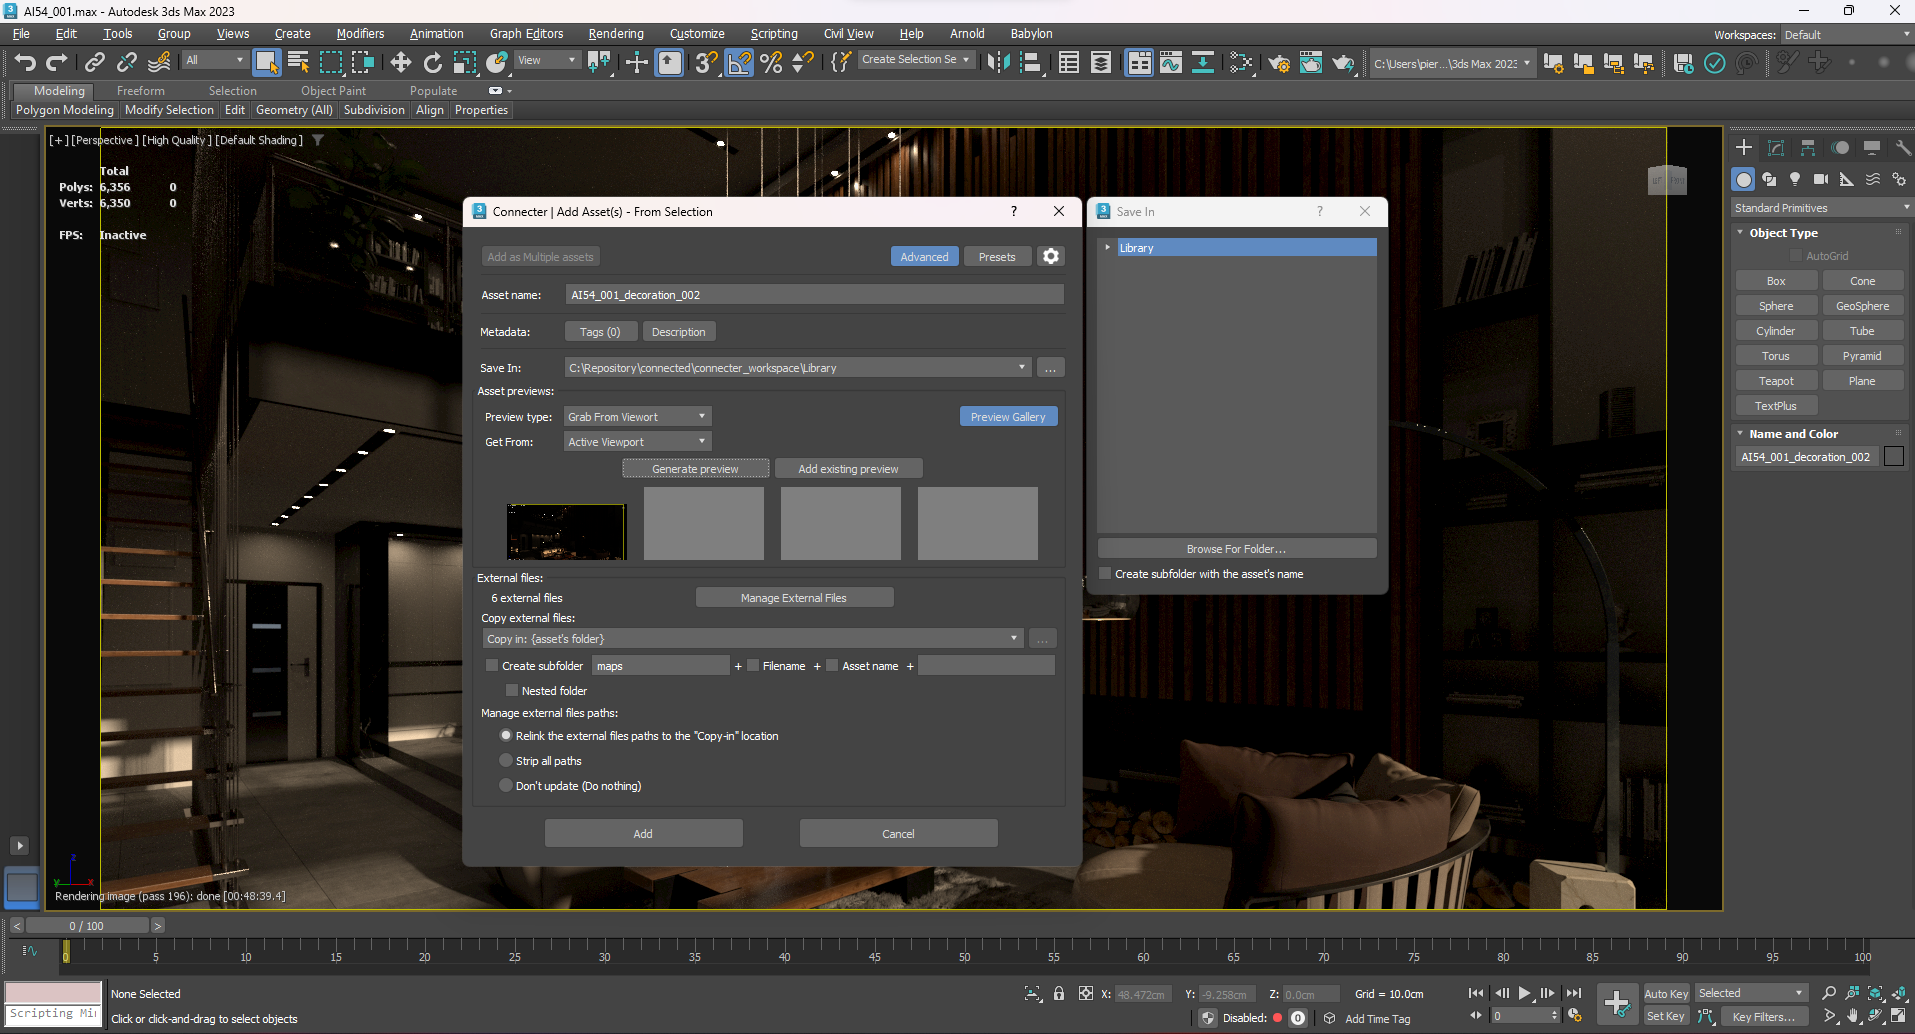 AI54_001.max - Autodesk 3ds Max 2023
File Edit Tools Group Views Create Modifiers Animation Graph Editors Rendering Customize Scripting Civil View Help Arnold Babylon
Workspaces: Default
All View Create Selection Se C:\Users\pier...\3ds Max 2023
Modeling Freeform Selection Object Paint Populate
Polygon Modeling Modify Selection Edit Geometry (All) Subdivision Align Properties
[+] [Perspective ] [High Quality ] [Default Shading ]
Total
Polys: 6,356 0
Verts: 6,350 0
FPS: Inactive
Connecter | Add Asset(s) - From Selection ?
Add as Multiple assets Advanced Presets
Asset name: AI54_001_decoration_002
Metadata: Tags (0) Description
Save In: C:\Repository\connected\connecter_workspace\Library ...
Asset previews:
Preview type: Grab From Viewort Preview Gallery
Get From: Active Viewport
Generate preview Add existing preview
External files:
6 external files Manage External Files
Copy external files:
Copy in: {asset's folder} ...
Create subfolder maps + Filename + Asset name +
Nested folder
Manage external files paths:
Relink the external files paths to the "Copy-in" location
Strip all paths
Don't update (Do nothing)
Add Cancel
Save In ?
Library
Browse For Folder...
Create subfolder with the asset's name
Standard Primitives
Object Type
AutoGrid
Box Cone
Sphere GeoSphere
Cylinder Tube
Torus Pyramid
Teapot Plane
TextPlus
Name and Color
AI54_001_decoration_002
z
Rendering image (pass 196): done [00:48:39.4]
< 0 / 100 >
0 5 10 15 20 25 30 35 40 45 50 55 60 65 70 75 80 85 90 95 100
None Selected
X: 48.472cm Y: -9.258cm Z: 0.0cm Grid = 10.0cm
Auto Key Selected
Scripting Mi
Click or click-and-drag to select objects
Disabled: 0 Add Time Tag
0
Set Key Key Filters...